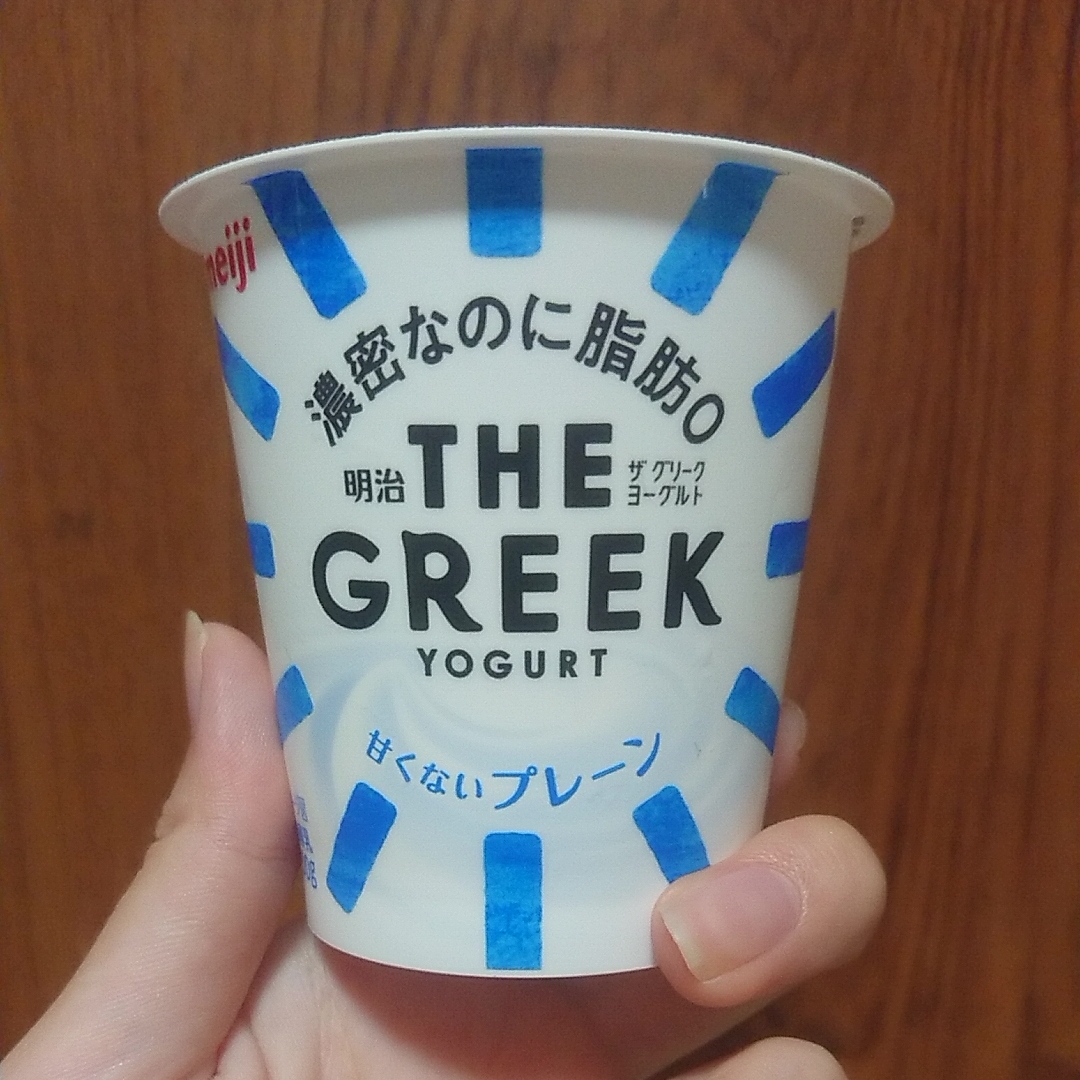 濃密なのに脂肪0
明治
THE
ザ グリーク
ヨーグルト
GREEK
YOGURT
甘くないプレーン